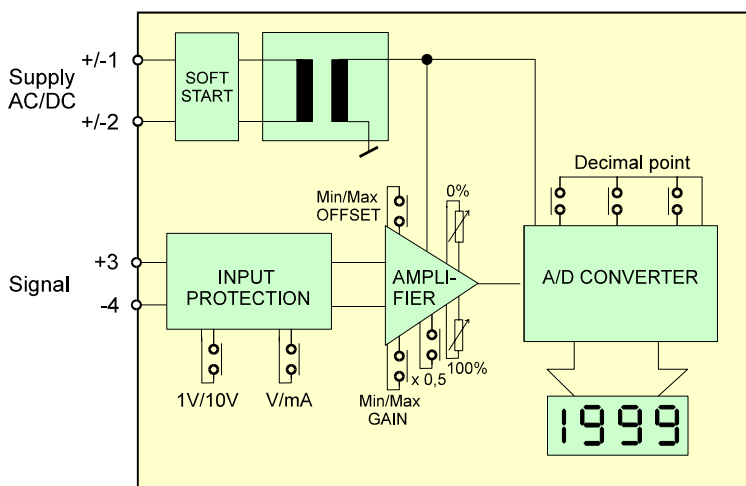 +/-1
Supply
AC/DC
+/-2
SOFT
START
Decimal point
Min/Max
OFFSET
0%
+3
Signal
-4
INPUT
PROTECTION
AMPLI-
FIER
A/D CONVERTER
1V/10V
V/mA
x 0,5
100%
Min/Max
GAIN
1999